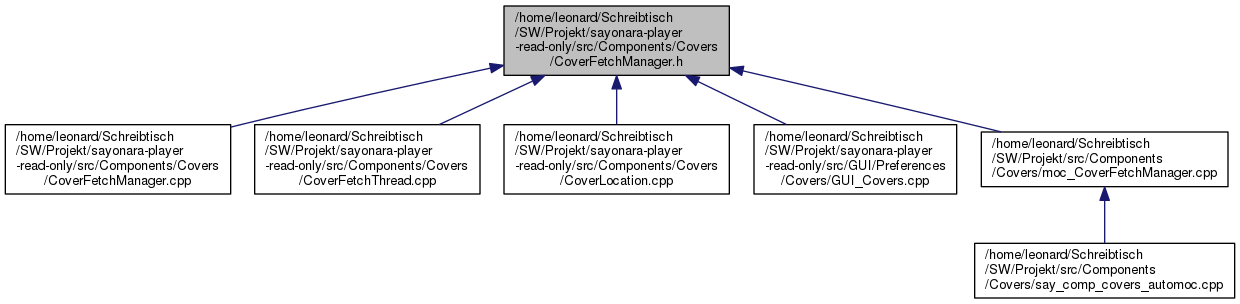 /home/leonard/Schreibtisch
/SW/Projekt/sayonara-player
-read-only/src/Components/Covers
/CoverFetchManager.h
/home/leonard/Schreibtisch
/SW/Projekt/sayonara-player
-read-only/src/Components/Covers
/CoverFetchManager.cpp
/home/leonard/Schreibtisch
/SW/Projekt/sayonara-player
-read-only/src/Components/Covers
/CoverFetchThread.cpp
/home/leonard/Schreibtisch
/SW/Projekt/sayonara-player
-read-only/src/Components/Covers
/CoverLocation.cpp
/home/leonard/Schreibtisch
/SW/Projekt/sayonara-player
-read-only/src/GUI/Preferences
/Covers/GUI_Covers.cpp
/home/leonard/Schreibtisch
/SW/Projekt/src/Components
/Covers/moc_CoverFetchManager.cpp
/home/leonard/Schreibtisch
/SW/Projekt/src/Components
/Covers/say_comp_covers_automoc.cpp